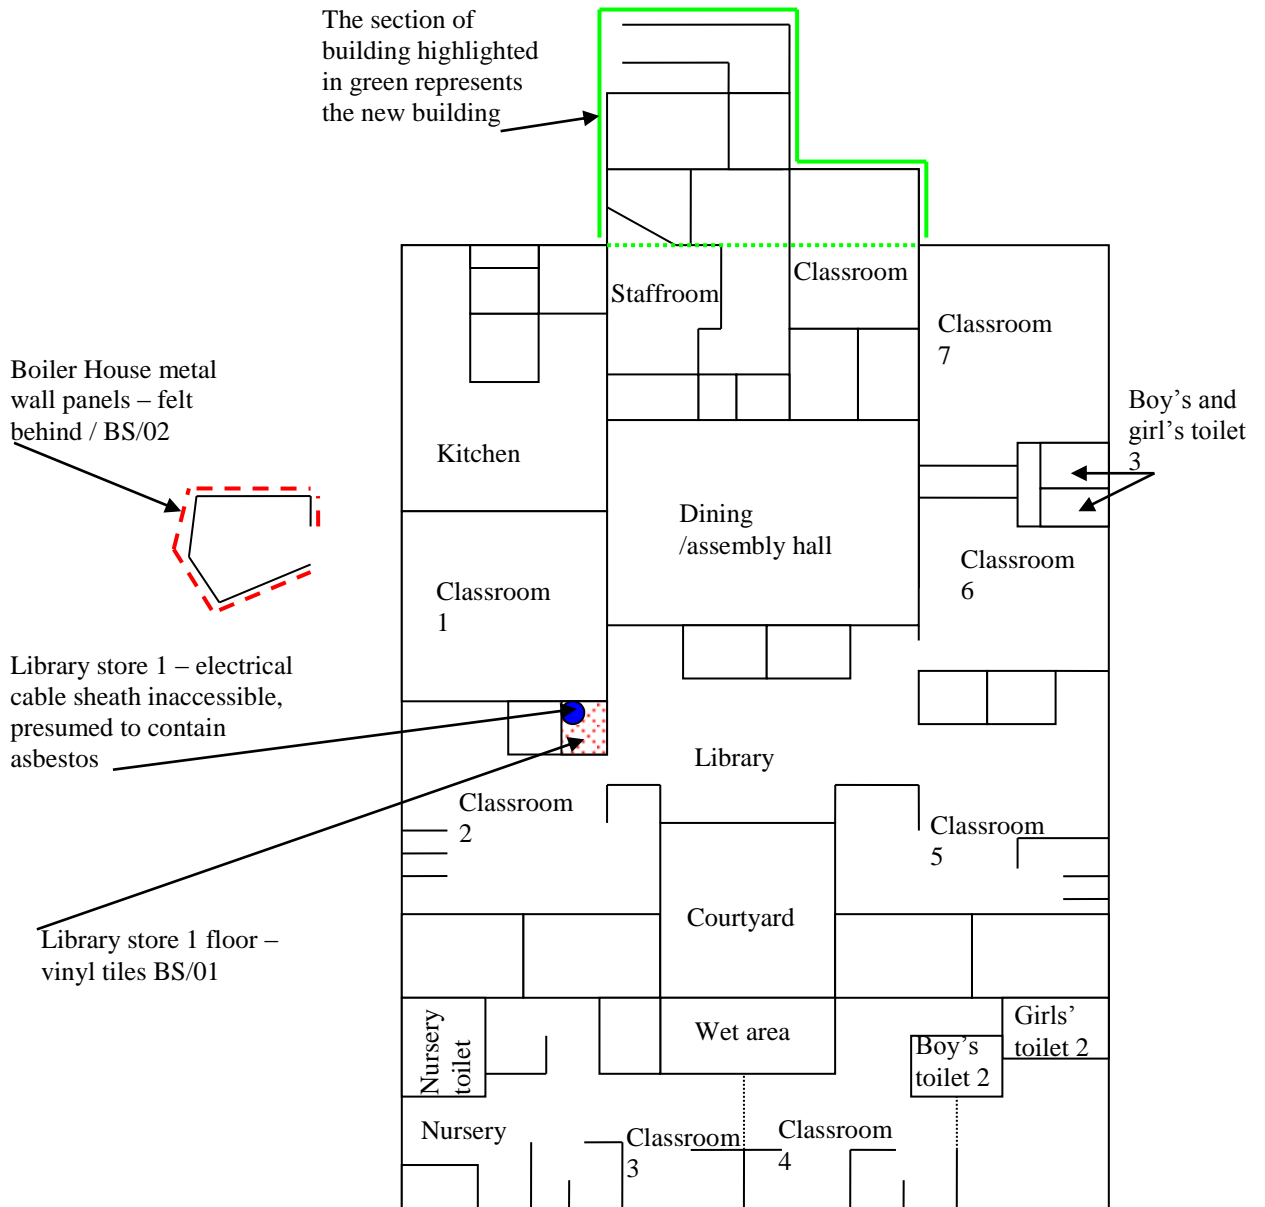 The section of
building highlighted
in green represents
the new building
Classroom
Staffroom
Classroom
7
Boiler House metal
wall panels – felt
behind / BS/02
Boy's and
girl's toilet
3
Kitchen
Dining
/assembly hall
Classroom
6
Classroom
1
Library store 1 – electrical
cable sheath inaccessible,
presumed to contain
asbestos
Library
Classroom
2
Classroom
5
Courtyard
Library store 1 floor –
vinyl tiles BS/01
Nursery
toilet
Wet area
Girls’
toilet 2
Boy's
toilet 2
Nursery
Classroom
3
Classroom
4